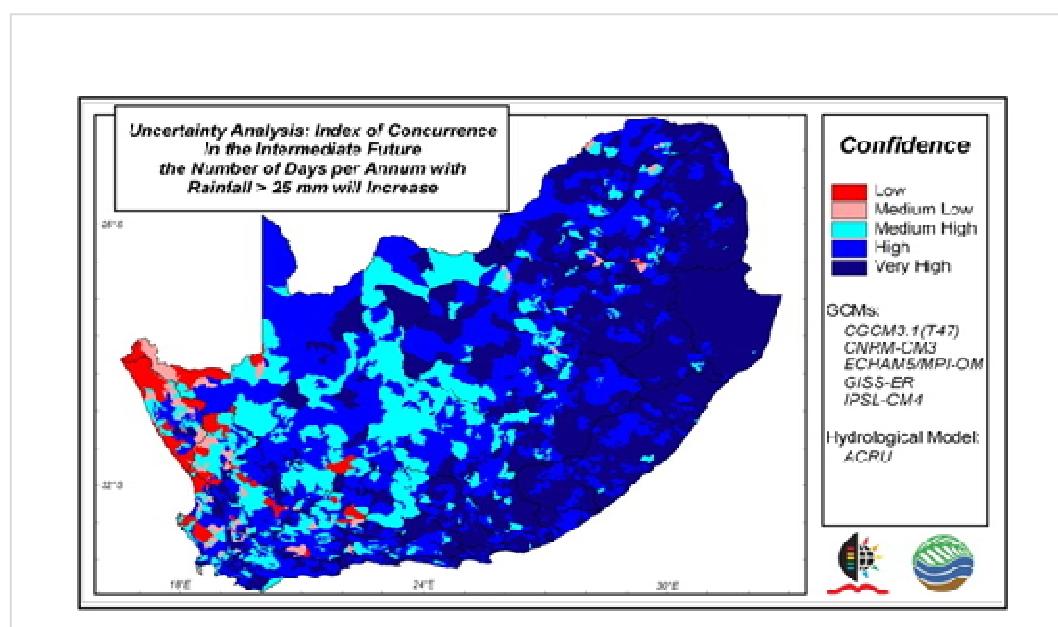 Uncertainty Analysis: Index of Concurrence
In the Intermediate Future
the Number of Days per Annum with
Rainfall > 25 mm will Increase
Confidence
Low
Medium Low
Medium High
High
Very High
GCMs:
CGCM3.1(T47)
CNRM-CM3
ECHAM5/MPI-OM
GISS-ER
IPSL-CM4
Hydrological Model:
ACRU
18°E
24°E
30°E